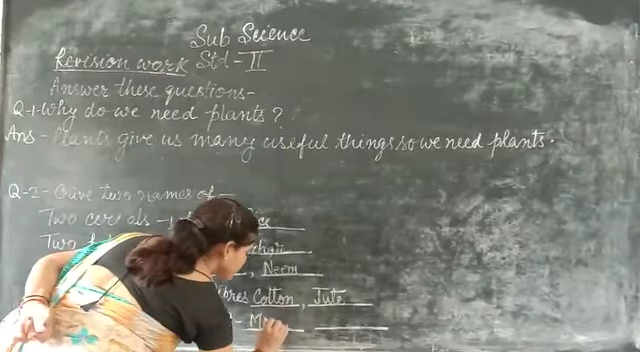 Sub Science
Revision work Std - II
Answer these questions-
Q-1-Why do we need plants?
Ans - Plants give us many useful things so we need plants.
Q-2- Give two names of -
Two cereals -
Two
, Neem
Cotton, Jute